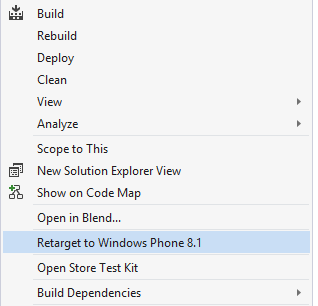 Build
Rebuild
Deploy
Clean
View
Analyze
Scope to This
New Solution Explorer View
Show on Code Map
Open in Blend...
Retarget to Windows Phone 8.1
Open Store Test Kit
Build Dependencies